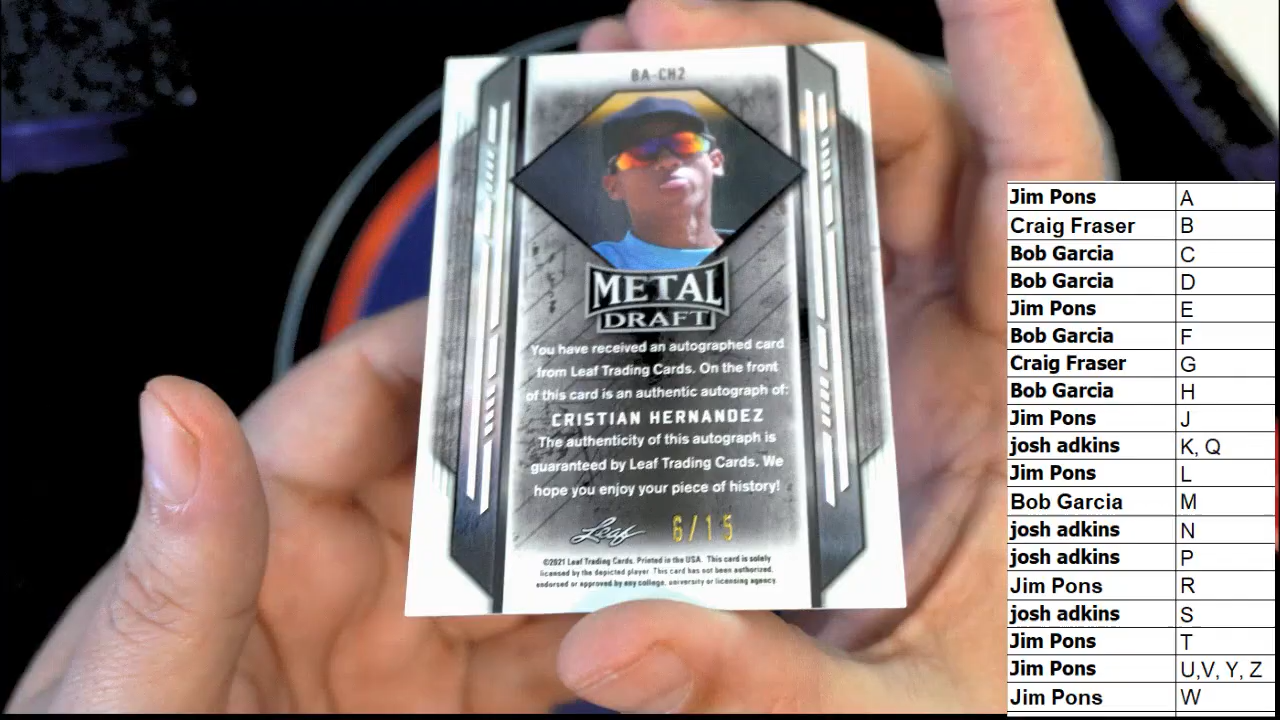 BA-CH2
METAL
DRAFT
You have received an autographed card
from Leaf Trading Cards. On the front
of this card is an authentic autograph of:
CRISTIAN HERNANDEZ
The authenticity of this autograph is
guaranteed by Leaf Trading Cards. We
hope you enjoy your piece of history!
Leaf 6/15
©2021 Leaf Trading Cards. Printed in the USA. This card is solely
licensed by the depicted player. This card has not been authorized,
endorsed or approved by any college, university or licensing agency.
Jim Pons A
Craig Fraser B
Bob Garcia C
Bob Garcia D
Jim Pons E
Bob Garcia F
Craig Fraser G
Bob Garcia H
Jim Pons J
josh adkins K, Q
Jim Pons L
Bob Garcia M
josh adkins N
josh adkins P
Jim Pons R
josh adkins S
Jim Pons T
Jim Pons U,V, Y, Z
Jim Pons W